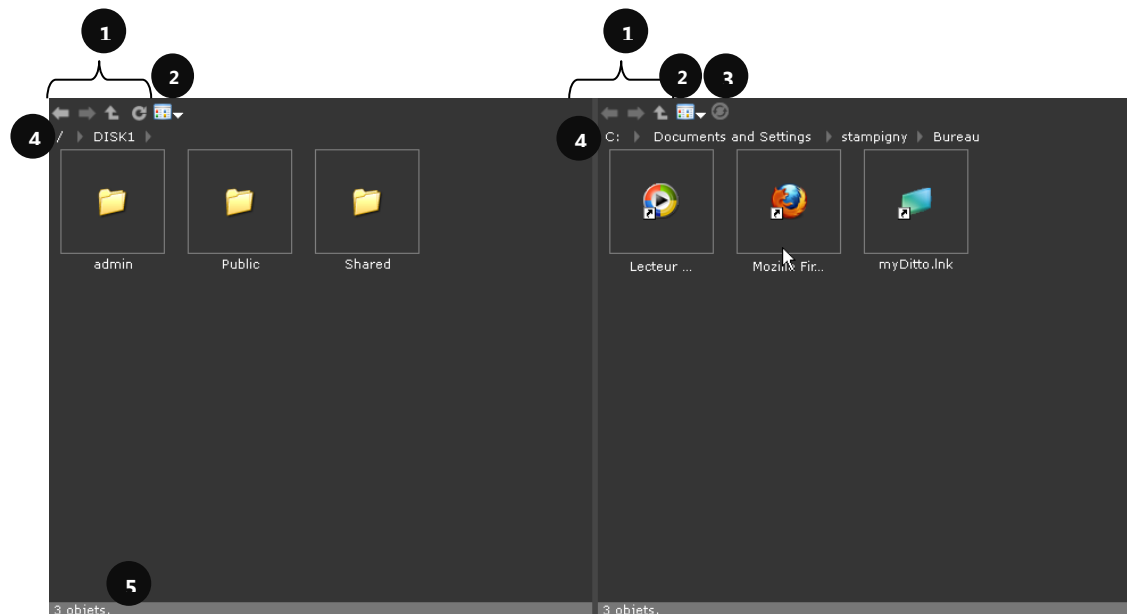 1 1
2 2 3
4 / DISK1 4 C: Documents and Settings stampigny Bureau
admin Public Shared Lecteur ... Mozilla Fir... myDitto.lnk
5
3 objets. 3 objets.